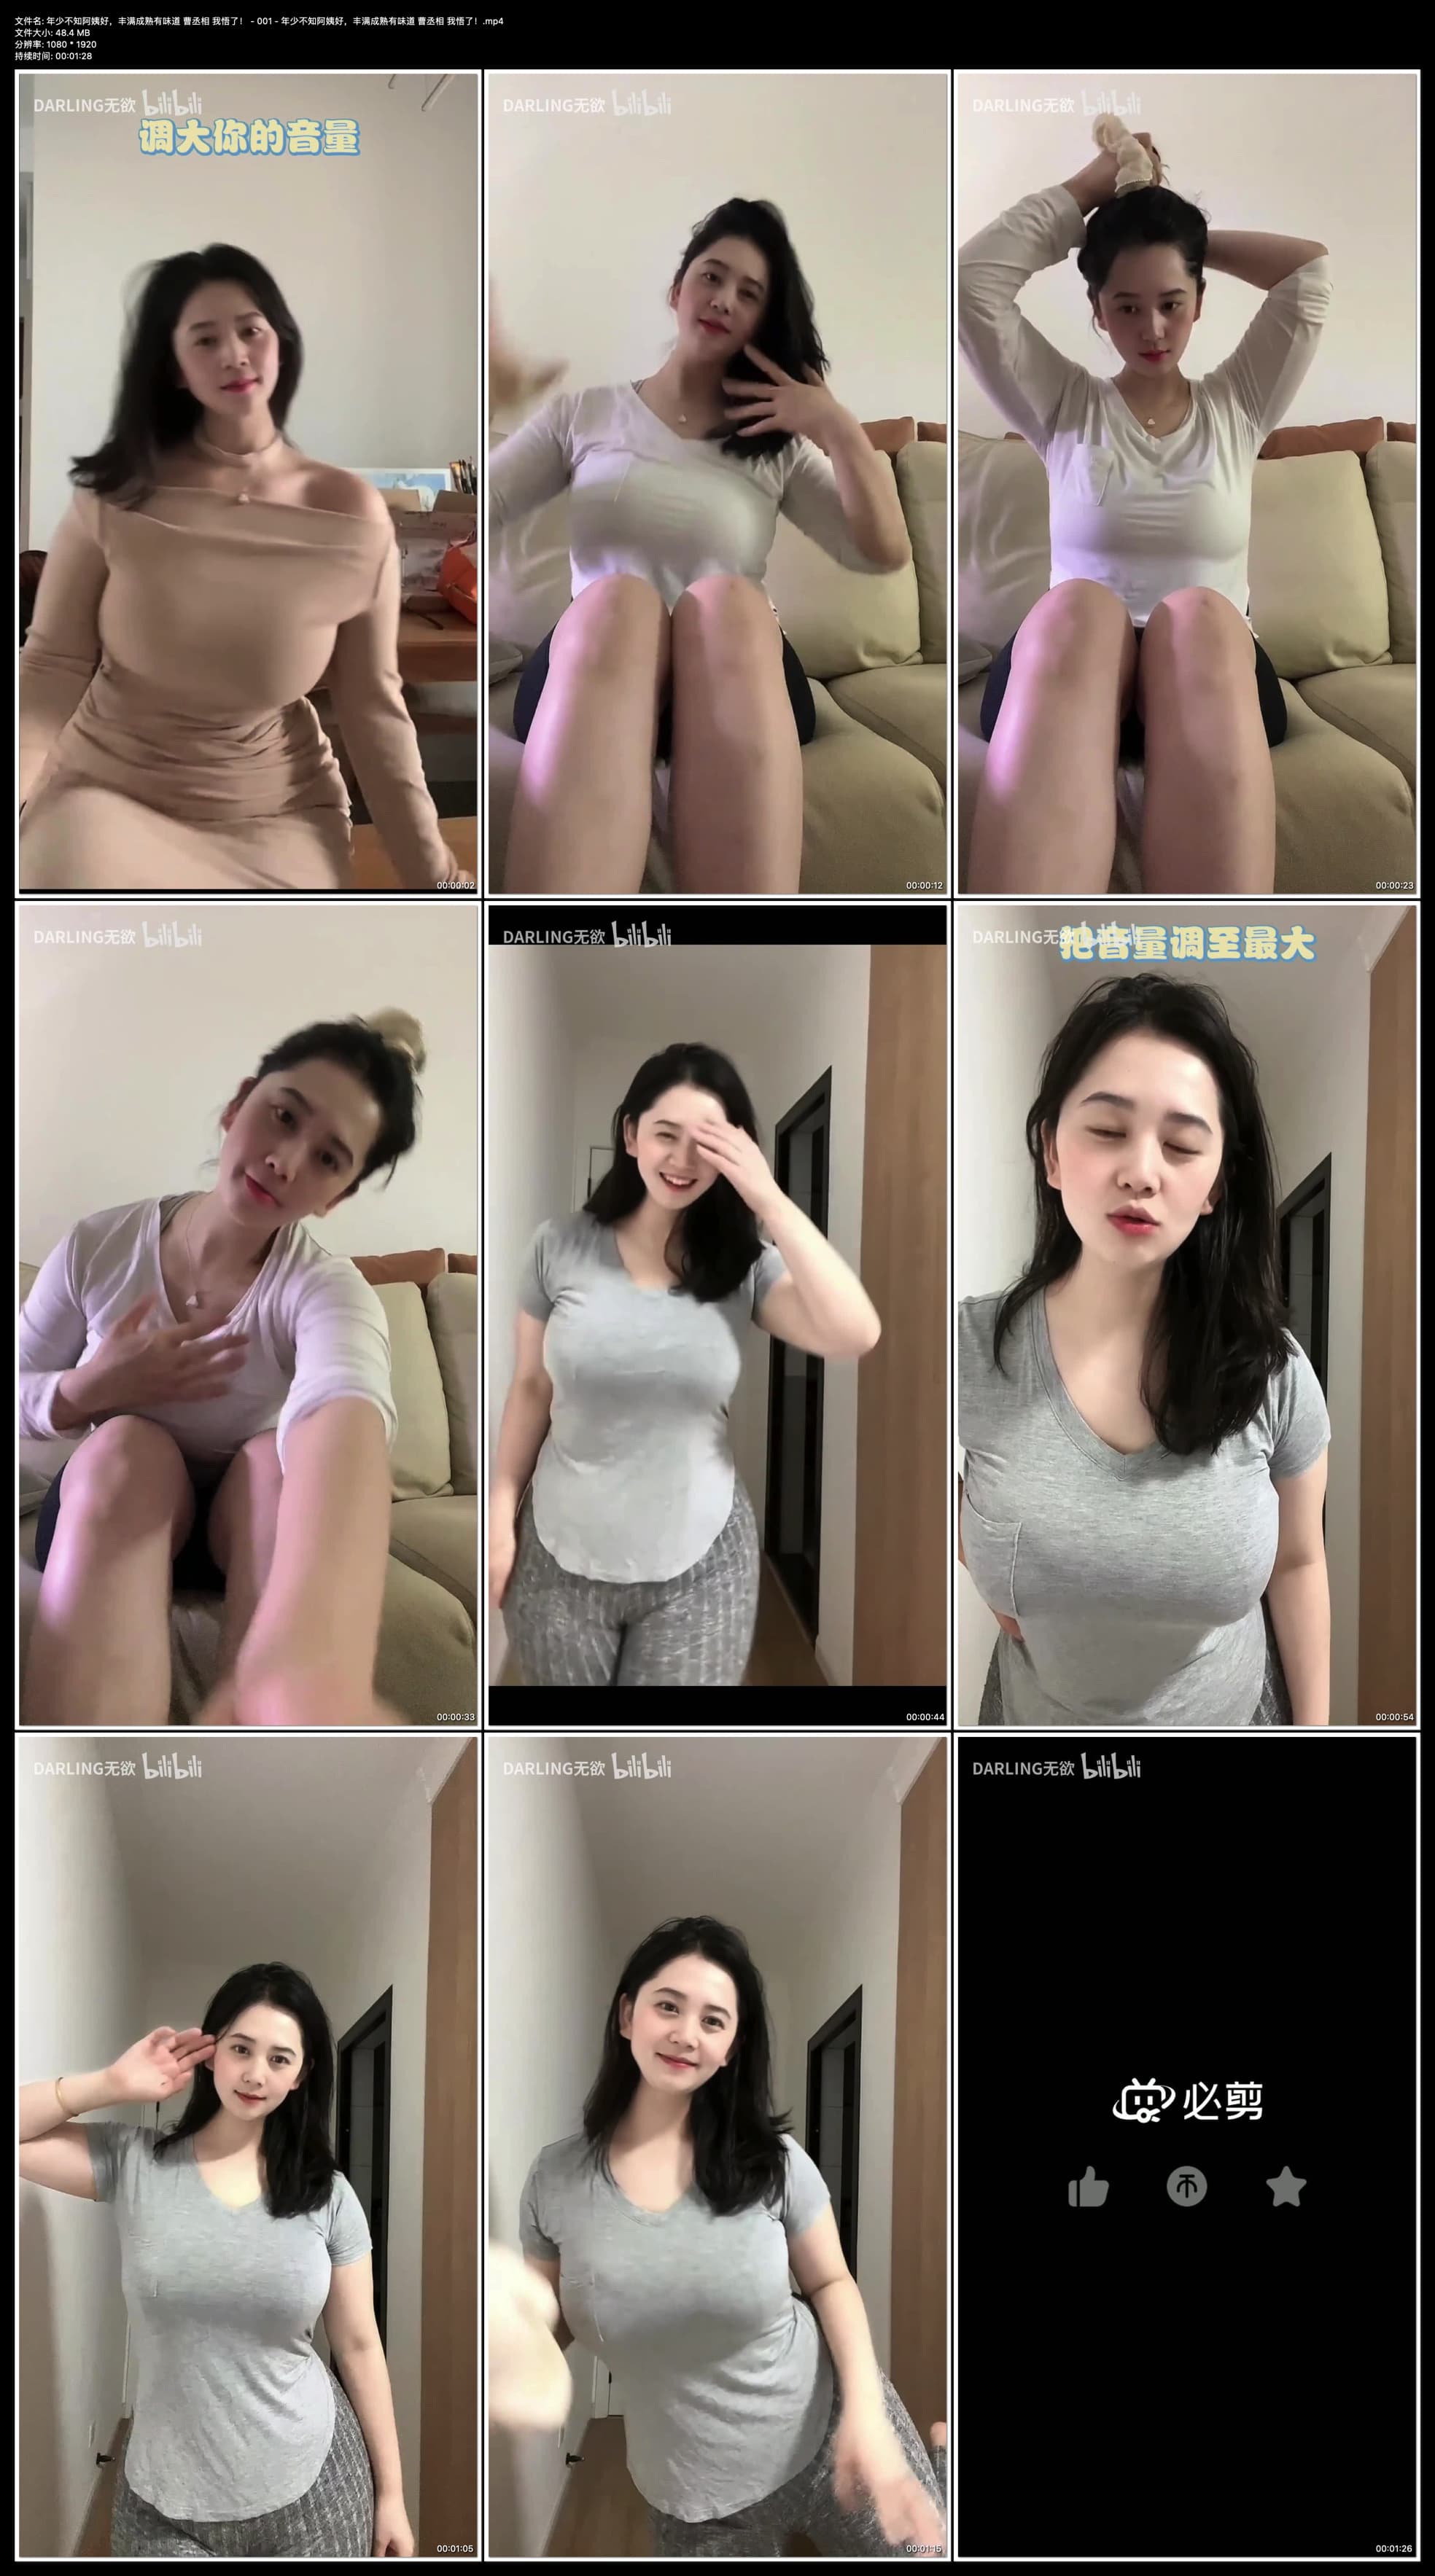 文件名: 年少不知阿姨好，丰满成熟有味道 曹丞相 我悟了！ - 001 - 年少不知阿姨好，丰满成熟有味道 曹丞相 我悟了！.mp4
文件大小: 48.4 MB
分辨率: 1080 * 1920
持续时间: 00:01:28
DARLING无欲 bilibili
调大你的音量
00:00:02
DARLING无欲 bilibili
00:00:12
DARLING无欲 bilibili
00:00:23
DARLING无欲 bilibili
00:00:33
DARLING无欲 bilibili
00:00:44
DARLING无欲 bilibili
把音量调至最大
00:00:54
DARLING无欲 bilibili
00:01:05
DARLING无欲 bilibili
00:01:15
DARLING无欲 bilibili
必剪
00:01:26